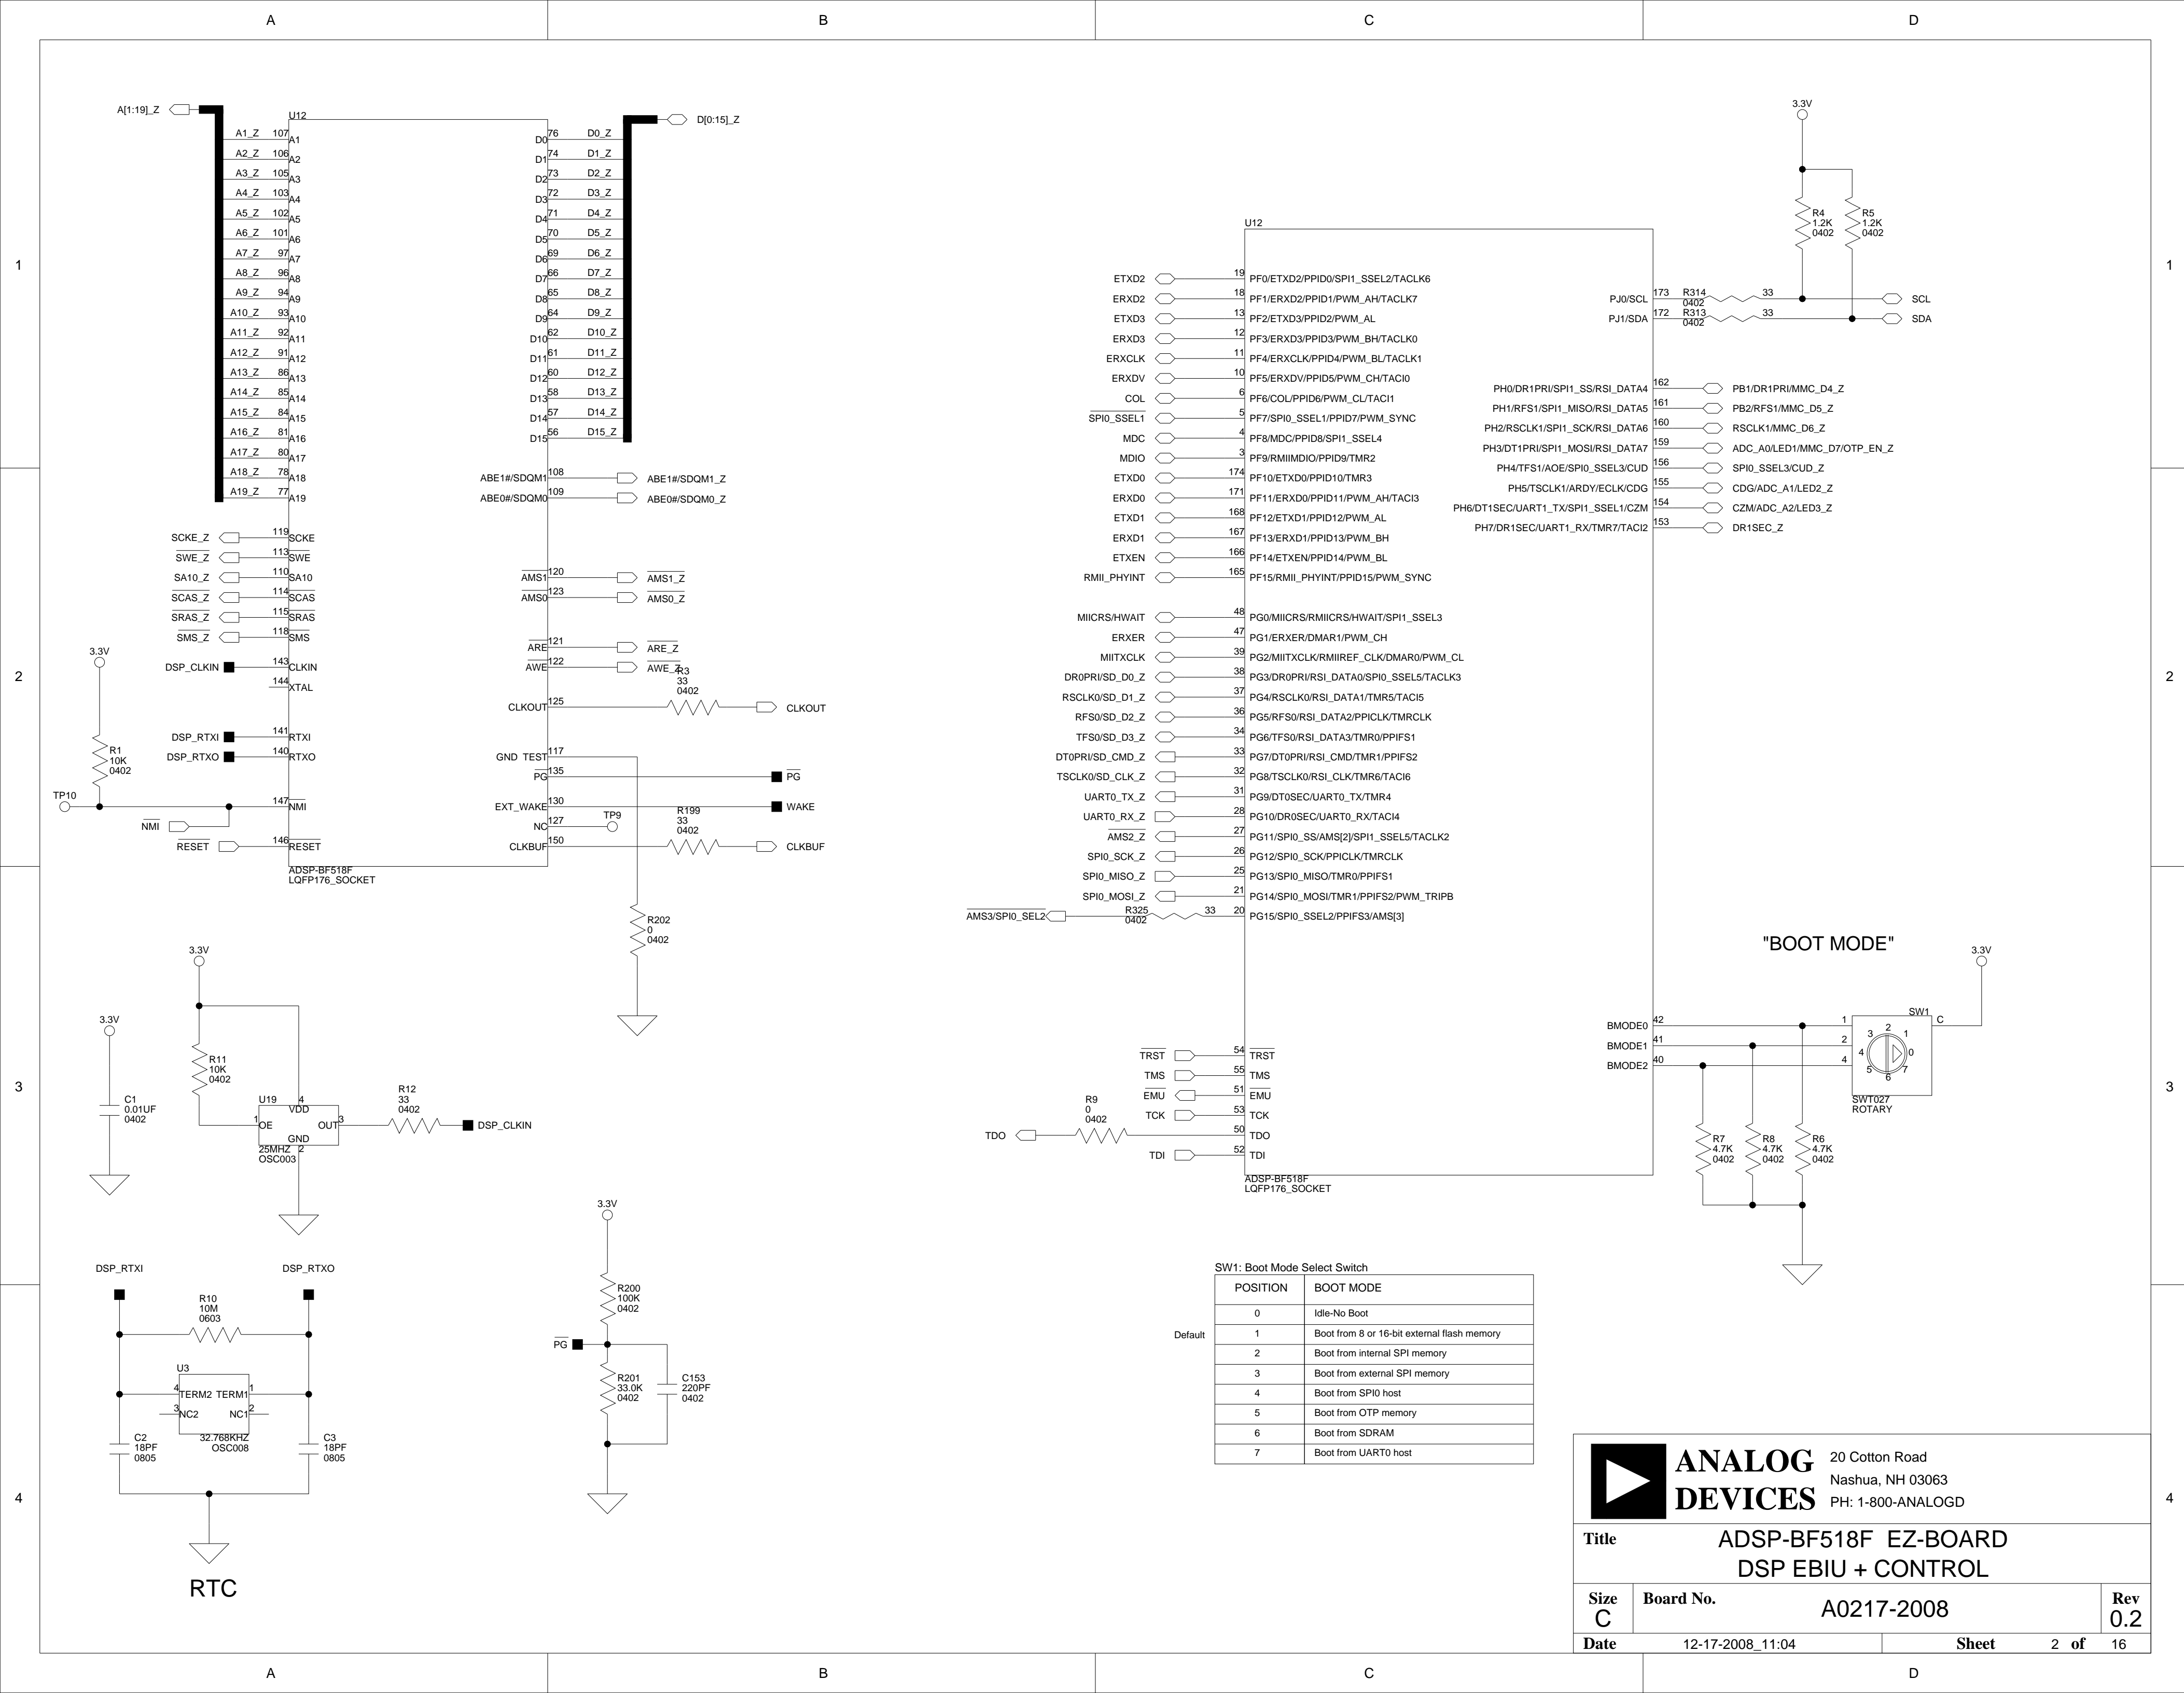 A B C D
A[1:19]_Z
U12
A1_Z 107 A1
A2_Z 106 A2
A3_Z 105 A3
A4_Z 103 A4
A5_Z 102 A5
A6_Z 101 A6
A7_Z 97 A7
A8_Z 96 A8
A9_Z 94 A9
A10_Z 93 A10
A11_Z 92 A11
A12_Z 91 A12
A13_Z 86 A13
A14_Z 85 A14
A15_Z 84 A15
A16_Z 81 A16
A17_Z 80 A17
A18_Z 78 A18
A19_Z 77 A19
SCKE_Z 119 SCKE
SWE_Z 113 SWE
SA10_Z 110 SA10
SCAS_Z 114 SCAS
SRAS_Z 115 SRAS
SMS_Z 118 SMS
DSP_CLKIN 143 CLKIN
144 XTAL
DSP_RTXI 141 RTXI
DSP_RTXO 140 RTXO
3.3V
R1
10K
0402
TP10
147 NMI
NMI
RESET 146 RESET
ADSP-BF518F
LQFP176_SOCKET
D[0:15]_Z
D0 76 D0_Z
D1 74 D1_Z
D2 73 D2_Z
D3 72 D3_Z
D4 71 D4_Z
D5 70 D5_Z
D6 69 D6_Z
D7 66 D7_Z
D8 65 D8_Z
D9 64 D9_Z
D10 62 D10_Z
D11 61 D11_Z
D12 60 D12_Z
D13 58 D13_Z
D14 57 D14_Z
D15 56 D15_Z
ABE1#/SDQM1 108 ABE1#/SDQM1_Z
ABE0#/SDQM0 109 ABE0#/SDQM0_Z
AMS1 120 AMS1_Z
AMS0 123 AMS0_Z
ARE 121 ARE_Z
AWE 122 AWE_Z
R3
33
0402
CLKOUT 125 CLKOUT
GND TEST 117
PG 135 PG
EXT_WAKE 130 WAKE
NC 127 TP9
R199
33
0402
CLKBUF 150 CLKBUF
R202
0
0402
U12
ETXD2 19 PF0/ETXD2/PPID0/SPI1_SSEL2/TACLK6
ERXD2 18 PF1/ERXD2/PPID1/PWM_AH/TACLK7
ETXD3 13 PF2/ETXD3/PPID2/PWM_AL
ERXD3 12 PF3/ERXD3/PPID3/PWM_BH/TACLK0
ERXCLK 11 PF4/ERXCLK/PPID4/PWM_BL/TACLK1
ERXDV 10 PF5/ERXDV/PPID5/PWM_CH/TACI0
COL 6 PF6/COL/PPID6/PWM_CL/TACI1
SPI0_SSEL1 5 PF7/SPI0_SSEL1/PPID7/PWM_SYNC
MDC 4 PF8/MDC/PPID8/SPI1_SSEL4
MDIO 3 PF9/RMIIMDIO/PPID9/TMR2
ETXD0 174 PF10/ETXD0/PPID10/TMR3
ERXD0 171 PF11/ERXD0/PPID11/PWM_AH/TACI3
ETXD1 168 PF12/ETXD1/PPID12/PWM_AL
ERXD1 167 PF13/ERXD1/PPID13/PWM_BH
ETXEN 166 PF14/ETXEN/PPID14/PWM_BL
RMII_PHYINT 165 PF15/RMII_PHYINT/PPID15/PWM_SYNC
MIICRS/HWAIT 48 PG0/MIICRS/RMIICRS/HWAIT/SPI1_SSEL3
ERXER 47 PG1/ERXER/DMAR1/PWM_CH
MIITXCLK 39 PG2/MIITXCLK/RMIIREF_CLK/DMAR0/PWM_CL
DR0PRI/SD_D0_Z 38 PG3/DR0PRI/RSI_DATA0/SPI0_SSEL5/TACLK3
RSCLK0/SD_D1_Z 37 PG4/RSCLK0/RSI_DATA1/TMR5/TACI5
RFS0/SD_D2_Z 36 PG5/RFS0/RSI_DATA2/PPICLK/TMRCLK
TFS0/SD_D3_Z 34 PG6/TFS0/RSI_DATA3/TMR0/PPIFS1
DT0PRI/SD_CMD_Z 33 PG7/DT0PRI/RSI_CMD/TMR1/PPIFS2
TSCLK0/SD_CLK_Z 32 PG8/TSCLK0/RSI_CLK/TMR6/TACI6
UART0_TX_Z 31 PG9/DT0SEC/UART0_TX/TMR4
UART0_RX_Z 28 PG10/DR0SEC/UART0_RX/TACI4
AMS2_Z 27 PG11/SPI0_SS/AMS[2]/SPI1_SSEL5/TACLK2
SPI0_SCK_Z 26 PG12/SPI0_SCK/PPICLK/TMRCLK
SPI0_MISO_Z 25 PG13/SPI0_MISO/TMR0/PPIFS1
SPI0_MOSI_Z 21 PG14/SPI0_MOSI/TMR1/PPIFS2/PWM_TRIPB
AMS3/SPI0_SEL2 R325 0402 33 20 PG15/SPI0_SSEL2/PPIFS3/AMS[3]
TRST 54 TRST
TMS 55 TMS
EMU 51 EMU
TCK 53 TCK
R9
0
0402
TDO 50 TDO
TDI 52 TDI
ADSP-BF518F
LQFP176_SOCKET
3.3V
R4 1.2K 0402
R5 1.2K 0402
PJ0/SCL 173 R314 0402 33 SCL
PJ1/SDA 172 R313 0402 33 SDA
PH0/DR1PRI/SPI1_SS/RSI_DATA4 162 PB1/DR1PRI/MMC_D4_Z
PH1/RFS1/SPI1_MISO/RSI_DATA5 161 PB2/RFS1/MMC_D5_Z
PH2/RSCLK1/SPI1_SCK/RSI_DATA6 160 RSCLK1/MMC_D6_Z
PH3/DT1PRI/SPI1_MOSI/RSI_DATA7 159 ADC_A0/LED1/MMC_D7/OTP_EN_Z
PH4/TFS1/AOE/SPI0_SSEL3/CUD 156 SPI0_SSEL3/CUD_Z
PH5/TSCLK1/ARDY/ECLK/CDG 155 CDG/ADC_A1/LED2_Z
PH6/DT1SEC/UART1_TX/SPI1_SSEL1/CZM 154 CZM/ADC_A2/LED3_Z
PH7/DR1SEC/UART1_RX/TMR7/TACI2 153 DR1SEC_Z
"BOOT MODE"
3.3V
SW1
BMODE0 42 1 C
BMODE1 41 2
BMODE2 40 4
0 1 2 3 4 5 6 7
SWT027
ROTARY
R7 4.7K 0402
R8 4.7K 0402
R6 4.7K 0402
3.3V
C1
0.01UF
0402
3.3V
R11
10K
0402
U19
4 VDD
1 OE OUT 3
GND 2
25MHZ
OSC003
R12
33
0402
DSP_CLKIN
DSP_RTXI DSP_RTXO
R10
10M
0603
U3
4 TERM2 TERM1 1
3 NC2 NC1 2
32.768KHZ
OSC008
C2
18PF
0805
C3
18PF
0805
RTC
3.3V
R200
100K
0402
PG
R201
33.0K
0402
C153
220PF
0402
SW1: Boot Mode Select Switch
POSITION BOOT MODE
0 Idle-No Boot
Default 1 Boot from 8 or 16-bit external flash memory
2 Boot from internal SPI memory
3 Boot from external SPI memory
4 Boot from SPI0 host
5 Boot from OTP memory
6 Boot from SDRAM
7 Boot from UART0 host
ANALOG
DEVICES
20 Cotton Road
Nashua, NH 03063
PH: 1-800-ANALOGD
Title ADSP-BF518F EZ-BOARD
DSP EBIU + CONTROL
Size C
Board No. A0217-2008
Rev 0.2
Date 12-17-2008_11:04 Sheet 2 of 16
1 1
2 2
3 3
4 4
A B C D